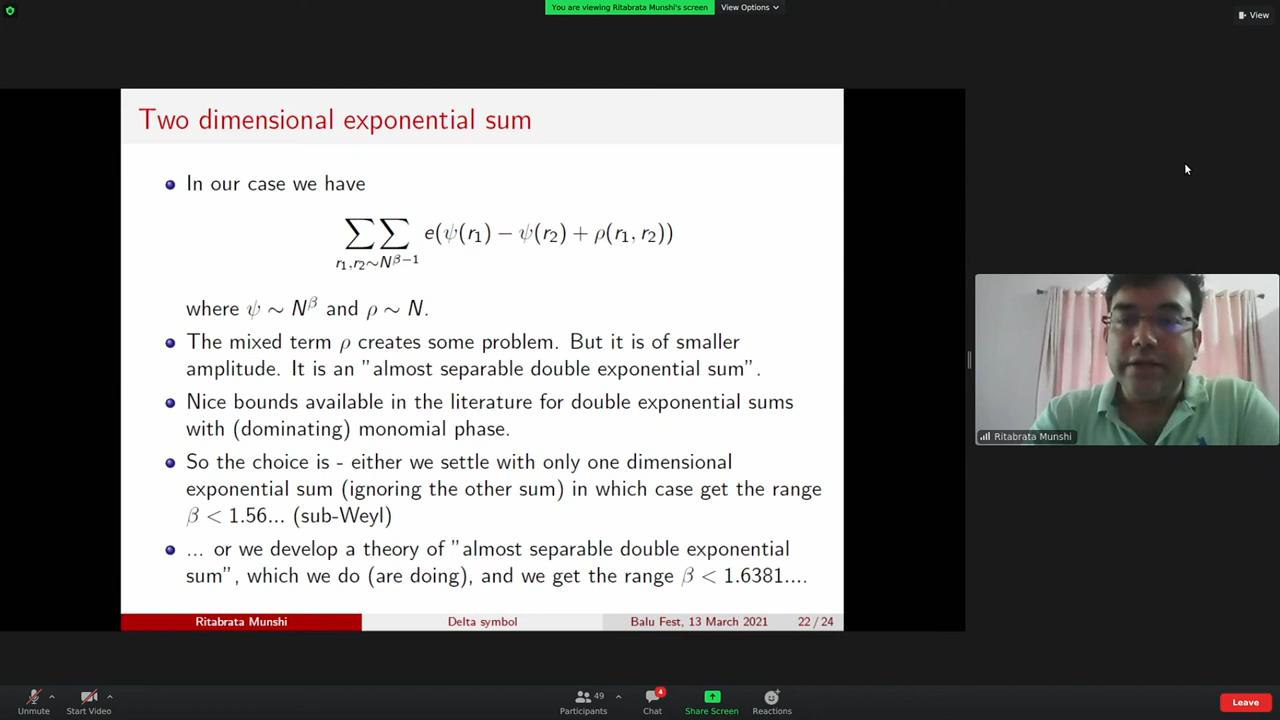 You are viewing Ritabrata Munshi's screen
View Options
View
Two dimensional exponential sum
In our case we have
∑∑ e(ψ(r₁) − ψ(r₂) + ρ(r₁, r₂))
r₁,r₂∼N^{β−1}
where ψ ∼ N^β and ρ ∼ N.
The mixed term ρ creates some problem. But it is of smaller
amplitude. It is an "almost separable double exponential sum".
Nice bounds available in the literature for double exponential sums
with (dominating) monomial phase.
So the choice is - either we settle with only one dimensional
exponential sum (ignoring the other sum) in which case get the range
β < 1.56... (sub-Weyl)
... or we develop a theory of "almost separable double exponential
sum", which we do (are doing), and we get the range β < 1.6381....
Ritabrata Munshi
Delta symbol
Balu Fest, 13 March 2021 22 / 24
Ritabrata Munshi
Unmute
Start Video
49
Participants
4
Chat
Share Screen
Reactions
Leave